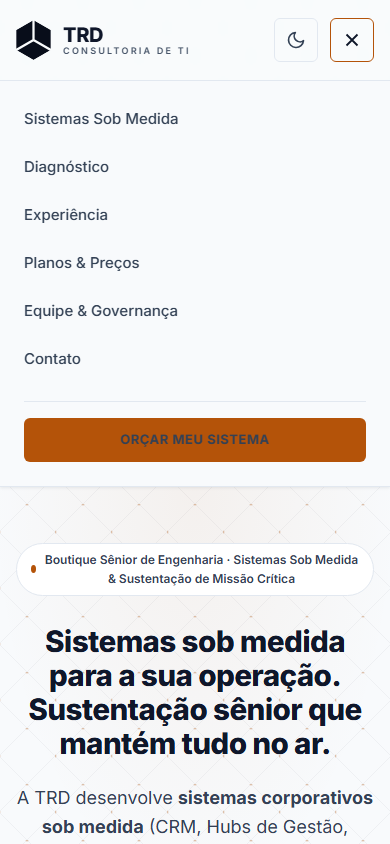 TRD
CONSULTORIA DE TI
Sistemas Sob Medida
Diagnóstico
Experiência
Planos & Preços
Equipe & Governança
Contato
ORÇAR MEU SISTEMA
Boutique Sênior de Engenharia · Sistemas Sob Medida
& Sustentação de Missão Crítica
Sistemas sob medida
para a sua operação.
Sustentação sênior que
mantém tudo no ar.
A TRD desenvolve sistemas corporativos
sob medida (CRM, Hubs de Gestão,